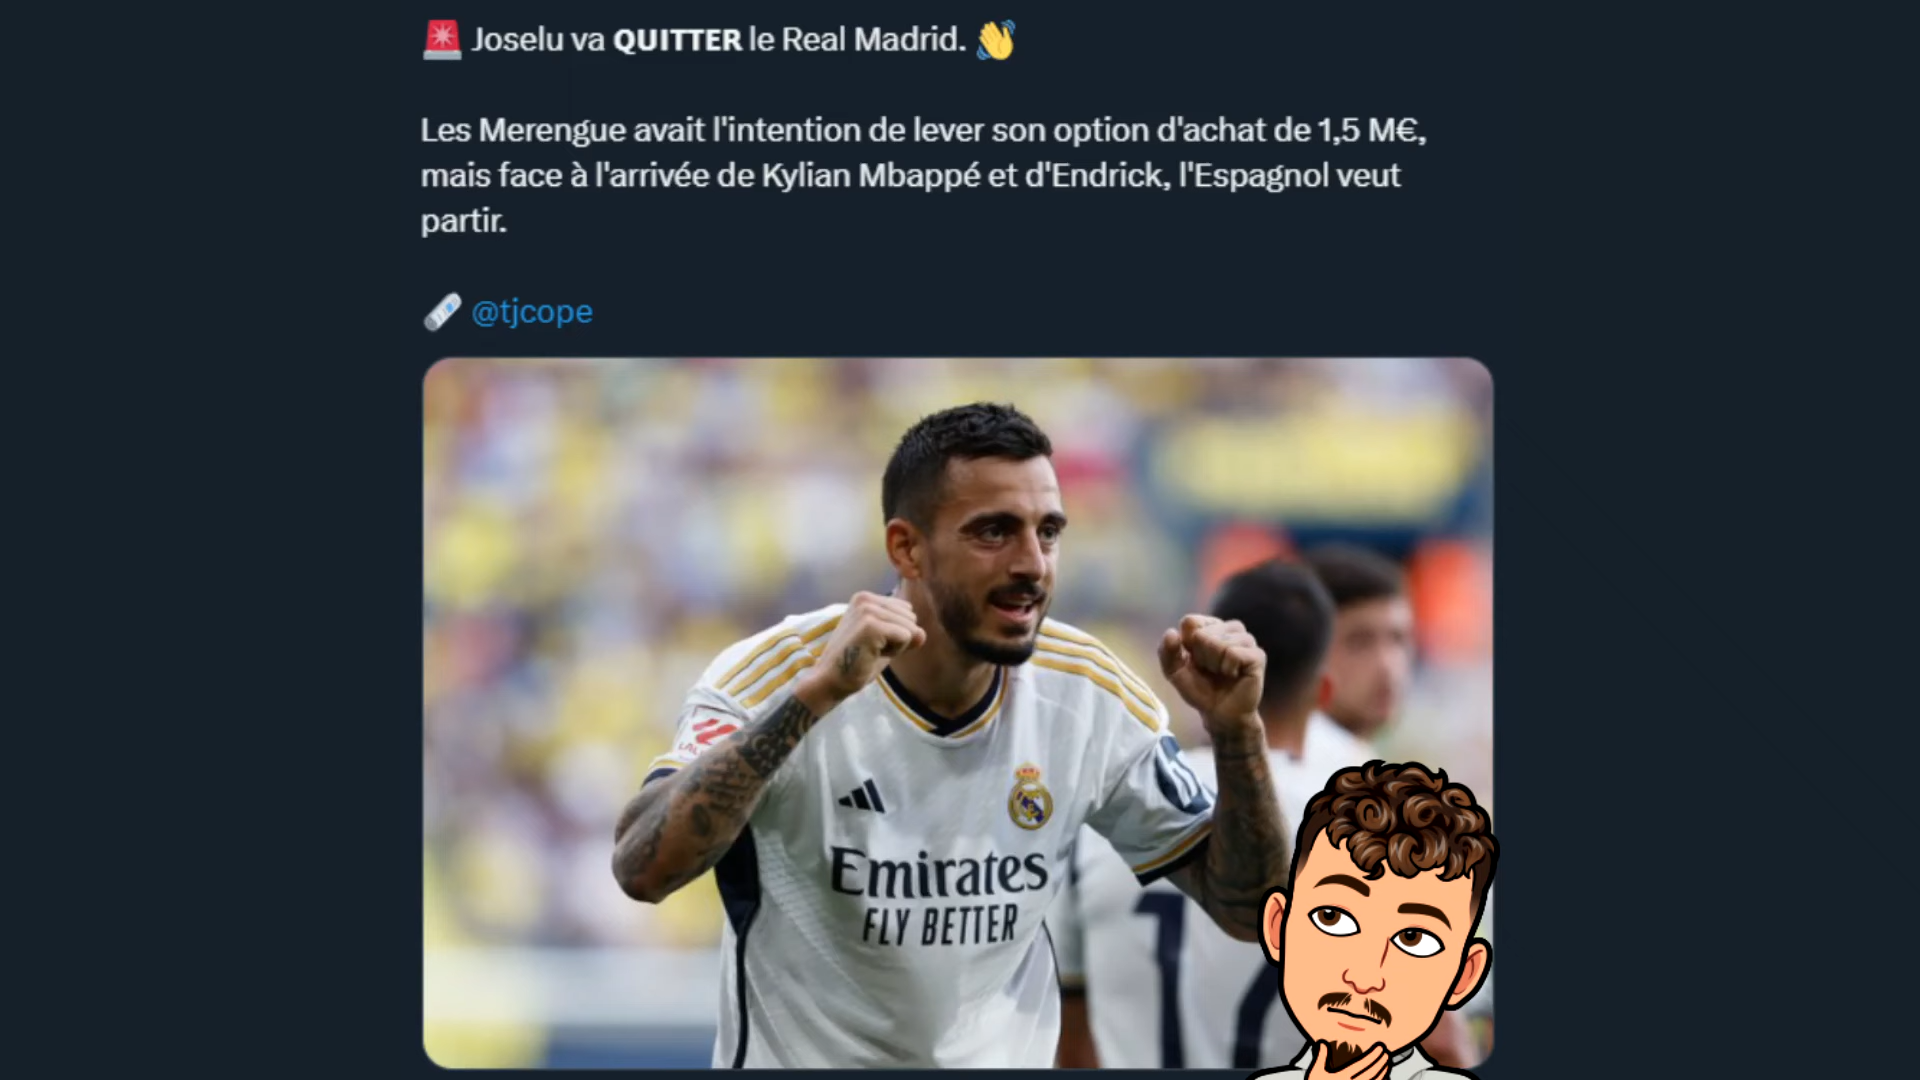 🚨 Joselu va QUITTER le Real Madrid. 👋
Les Merengue avait l'intention de lever son option d'achat de 1,5 M€,
mais face à l'arrivée de Kylian Mbappé et d'Endrick, l'Espagnol veut
partir.
🗞️ @tjcope
Emirates
FLY BETTER